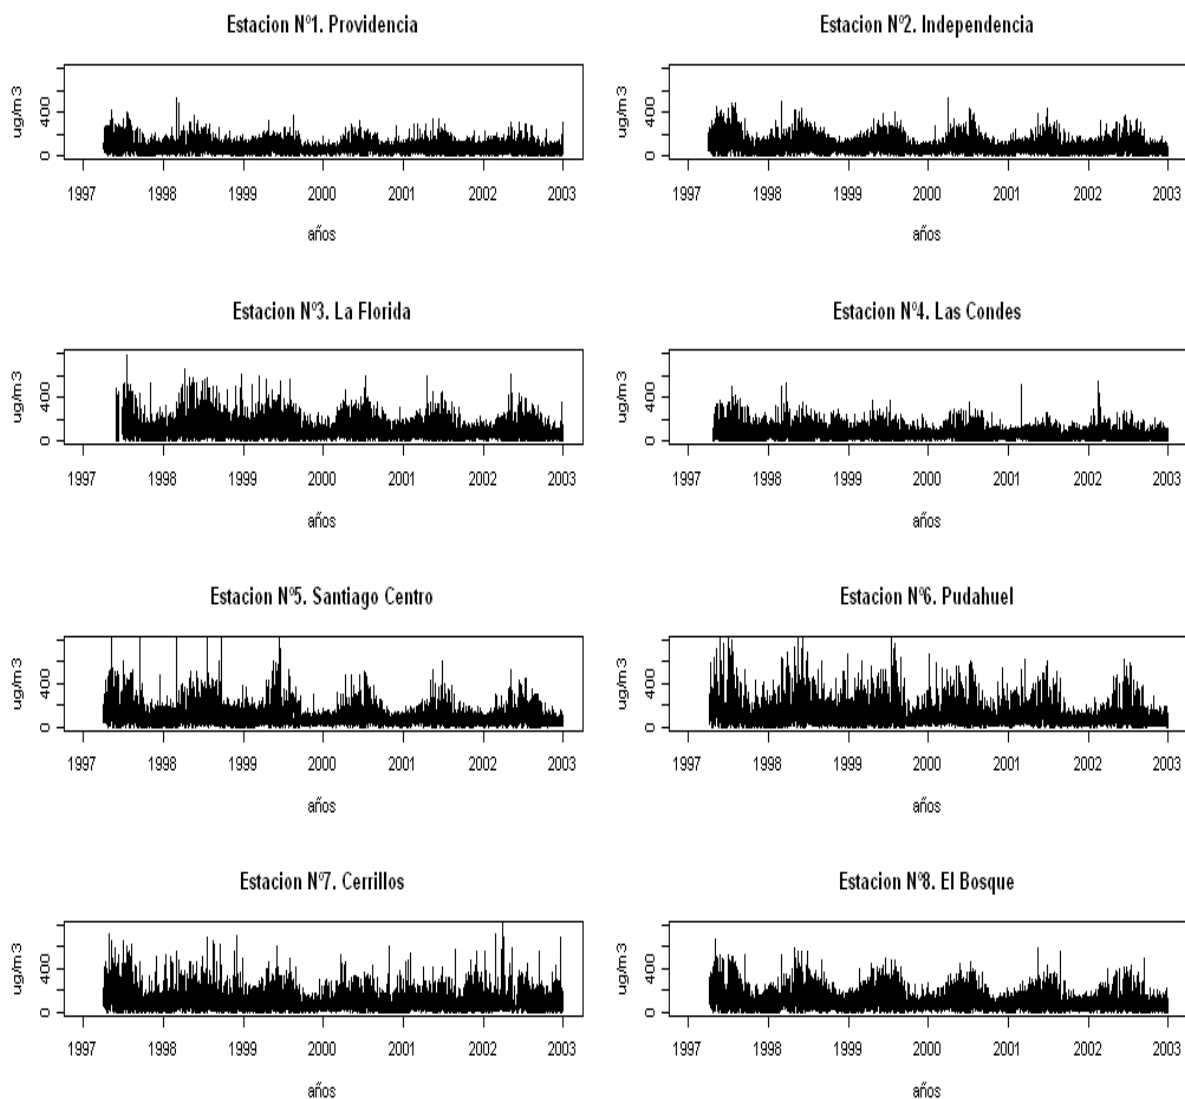 Estacion Nº1. Providencia
ug/m3
0 400
1997 1998 1999 2000 2001 2002 2003
años
Estacion Nº2. Independencia
ug/m3
0 400
1997 1998 1999 2000 2001 2002 2003
años
Estacion Nº3. La Florida
ug/m3
0 400
1997 1998 1999 2000 2001 2002 2003
años
Estacion Nº4. Las Condes
ug/m3
0 400
1997 1998 1999 2000 2001 2002 2003
años
Estacion Nº5. Santiago Centro
ug/m3
0 400
1997 1998 1999 2000 2001 2002 2003
años
Estacion Nº6. Pudahuel
ug/m3
0 400
1997 1998 1999 2000 2001 2002 2003
años
Estacion Nº7. Cerrillos
ug/m3
0 400
1997 1998 1999 2000 2001 2002 2003
años
Estacion Nº8. El Bosque
ug/m3
0 400
1997 1998 1999 2000 2001 2002 2003
años